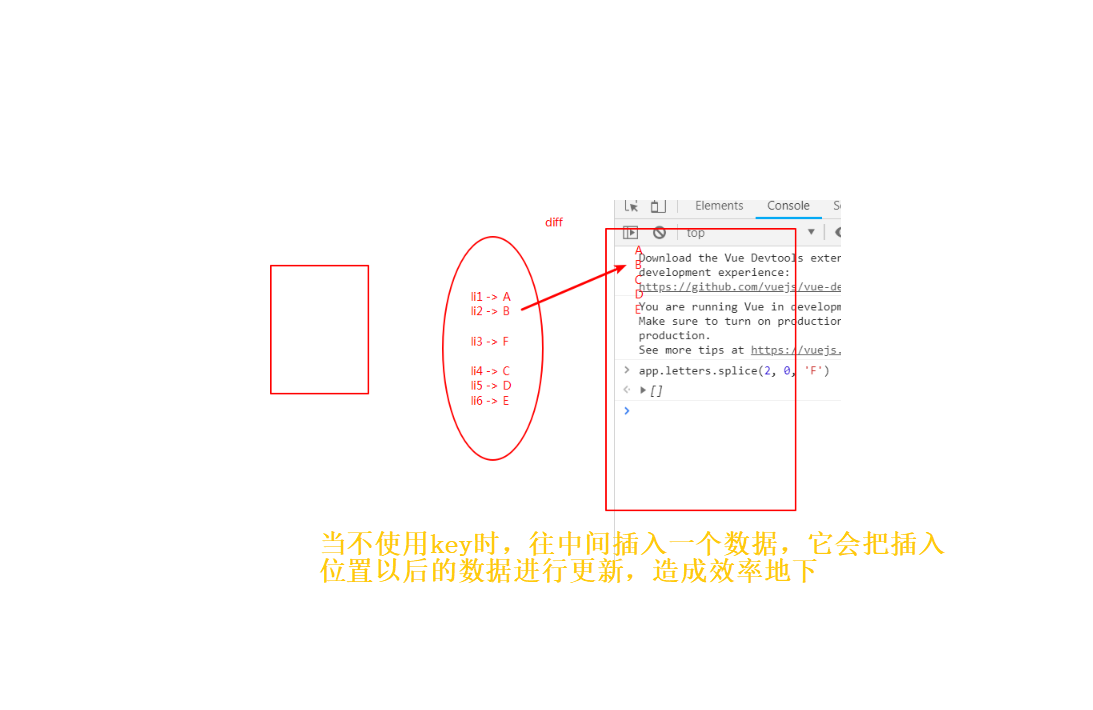 diff
li1 -> A
li2 -> B
li3 -> F
li4 -> C
li5 -> D
li6 -> E
Elements Console
top
A
B
C
D
E
Download the Vue Devtools exten
development experience:
https://github.com/vuejs/vue-de
You are running Vue in developm
Make sure to turn on production
production.
See more tips at https://vuejs.
> app.letters.splice(2, 0, 'F')
[]
>
当不使用key时，往中间插入一个数据，它会把插入
位置以后的数据进行更新，造成效率地下